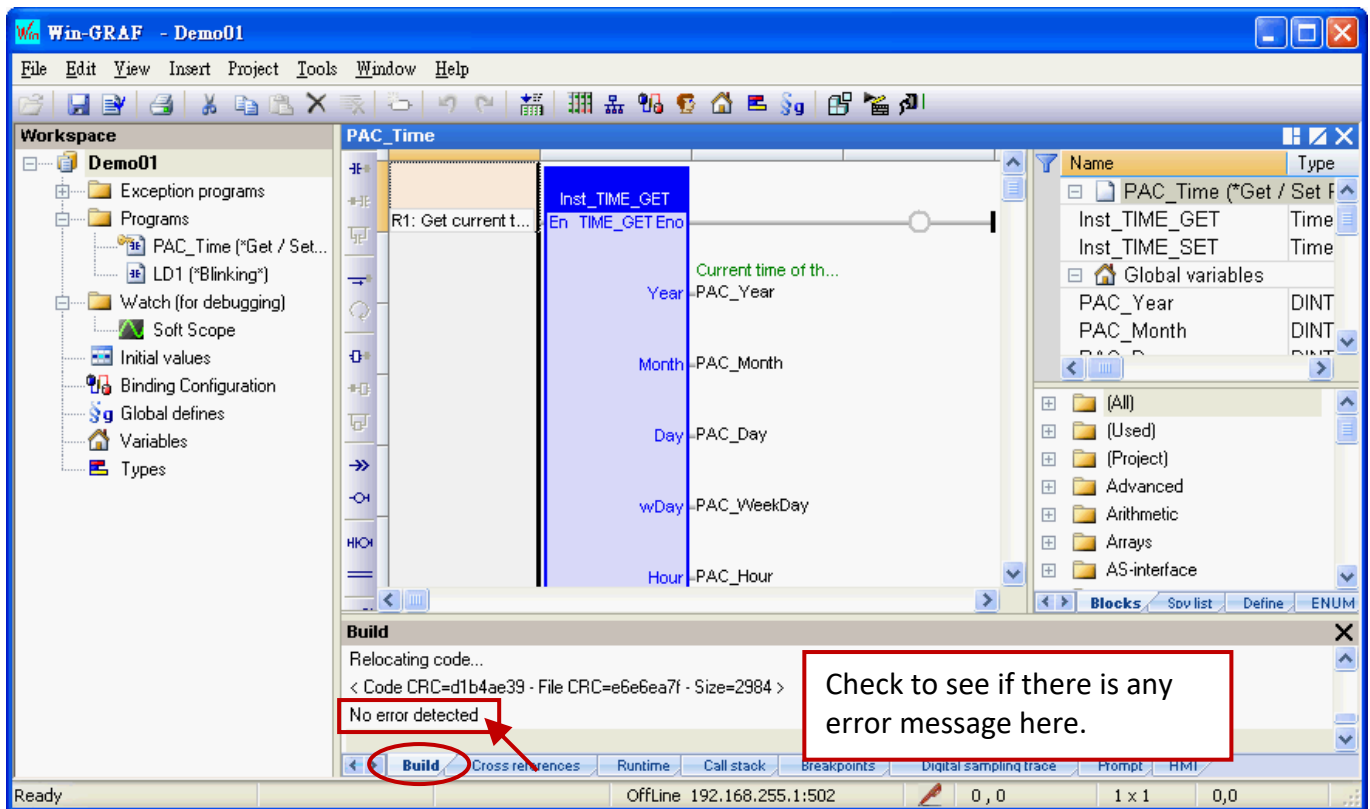 Win-GRAF - Demo01
File Edit View Insert Project Tools Window Help
Workspace
Demo01
Exception programs
Programs
PAC_Time (*Get / Set...
LD1 (*Blinking*)
Watch (for debugging)
Soft Scope
Initial values
Binding Configuration
Global defines
Variables
Types
PAC_Time
R1: Get current t...
Inst_TIME_GET
En TIME_GET Eno
Current time of th...
Year PAC_Year
Month PAC_Month
Day PAC_Day
wDay PAC_WeekDay
Hour PAC_Hour
Name Type
PAC_Time (*Get / Set
Inst_TIME_GET Time
Inst_TIME_SET Time
Global variables
PAC_Year DINT
PAC_Month DINT
(All)
(Used)
(Project)
Advanced
Arithmetic
Arrays
AS-interface
Blocks Spy list Define ENUM
Build
Relocating code...
< Code CRC=d1b4ae39 - File CRC=e6e6ea7f - Size=2984 >
No error detected
Check to see if there is any
error message here.
Build Cross references Runtime Call stack Breakpoints Digital sampling trace Prompt HMI
Ready OffLine 192.168.255.1:502 0 , 0 1 x 1 0,0